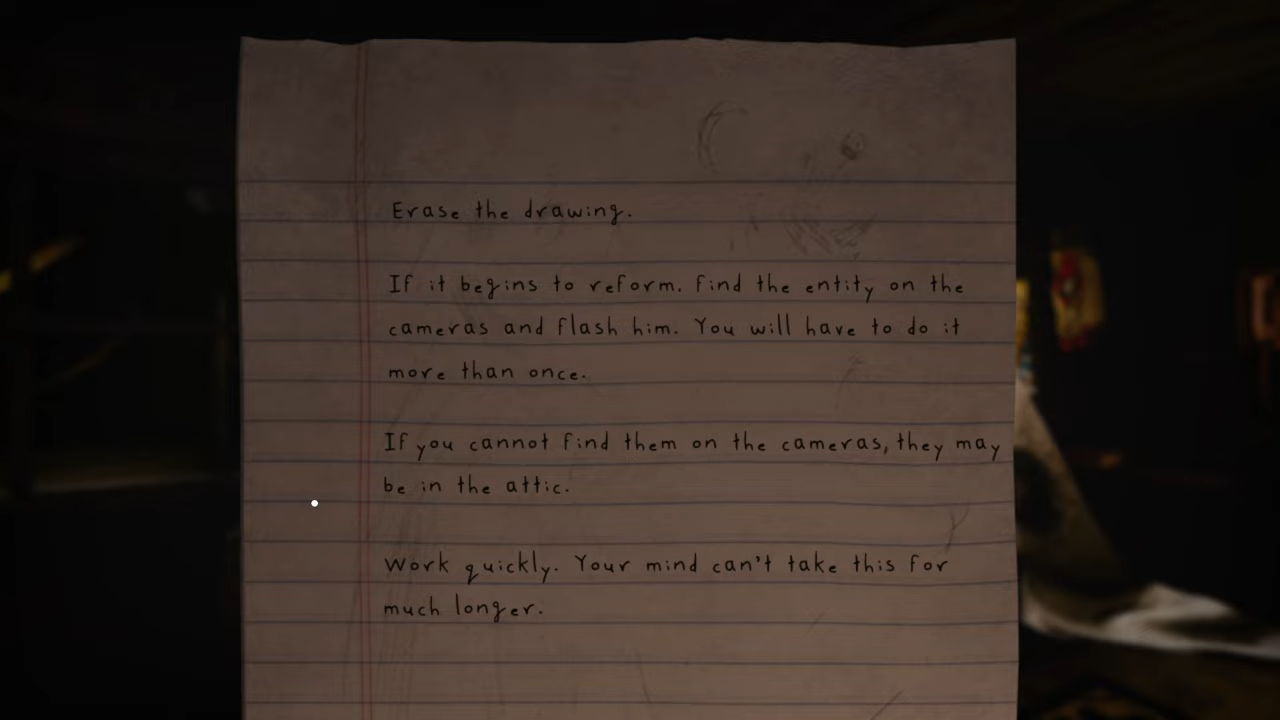 Erase the drawing.
If it begins to reform. Find the entity on the
cameras and flash him. You will have to do it
more than once.
If you cannot find them on the cameras, they may
be in the attic.
Work quickly. Your mind can't take this for
much longer.